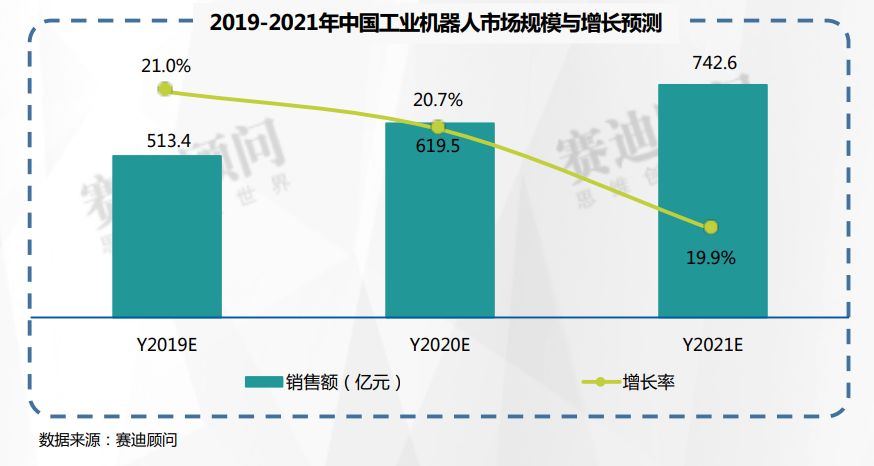 2019-2021年中国工业机器人市场规模与增长预测
21.0%
20.7%
742.6
513.4
619.5
19.9%
Y2019E
Y2020E
Y2021E
销售额（亿元）
增长率
数据来源：赛迪顾问